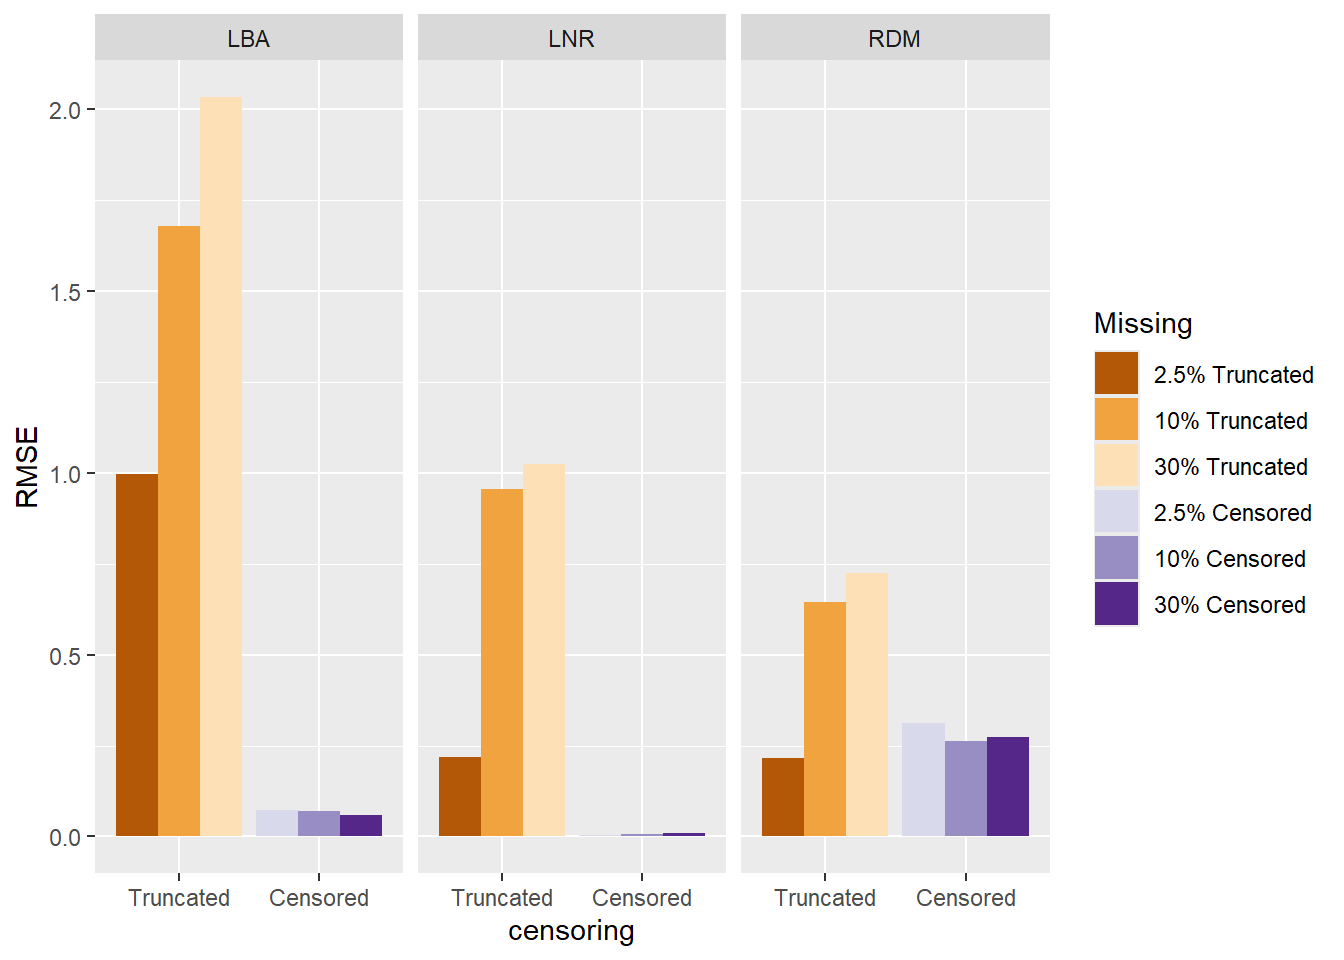 LBA
LNR
RDM
RMSE
2.0
1.5
1.0
0.5
0.0
Truncated
Censored
Truncated
Censored
Truncated
Censored
censoring
Missing
2.5% Truncated
10% Truncated
30% Truncated
2.5% Censored
10% Censored
30% Censored